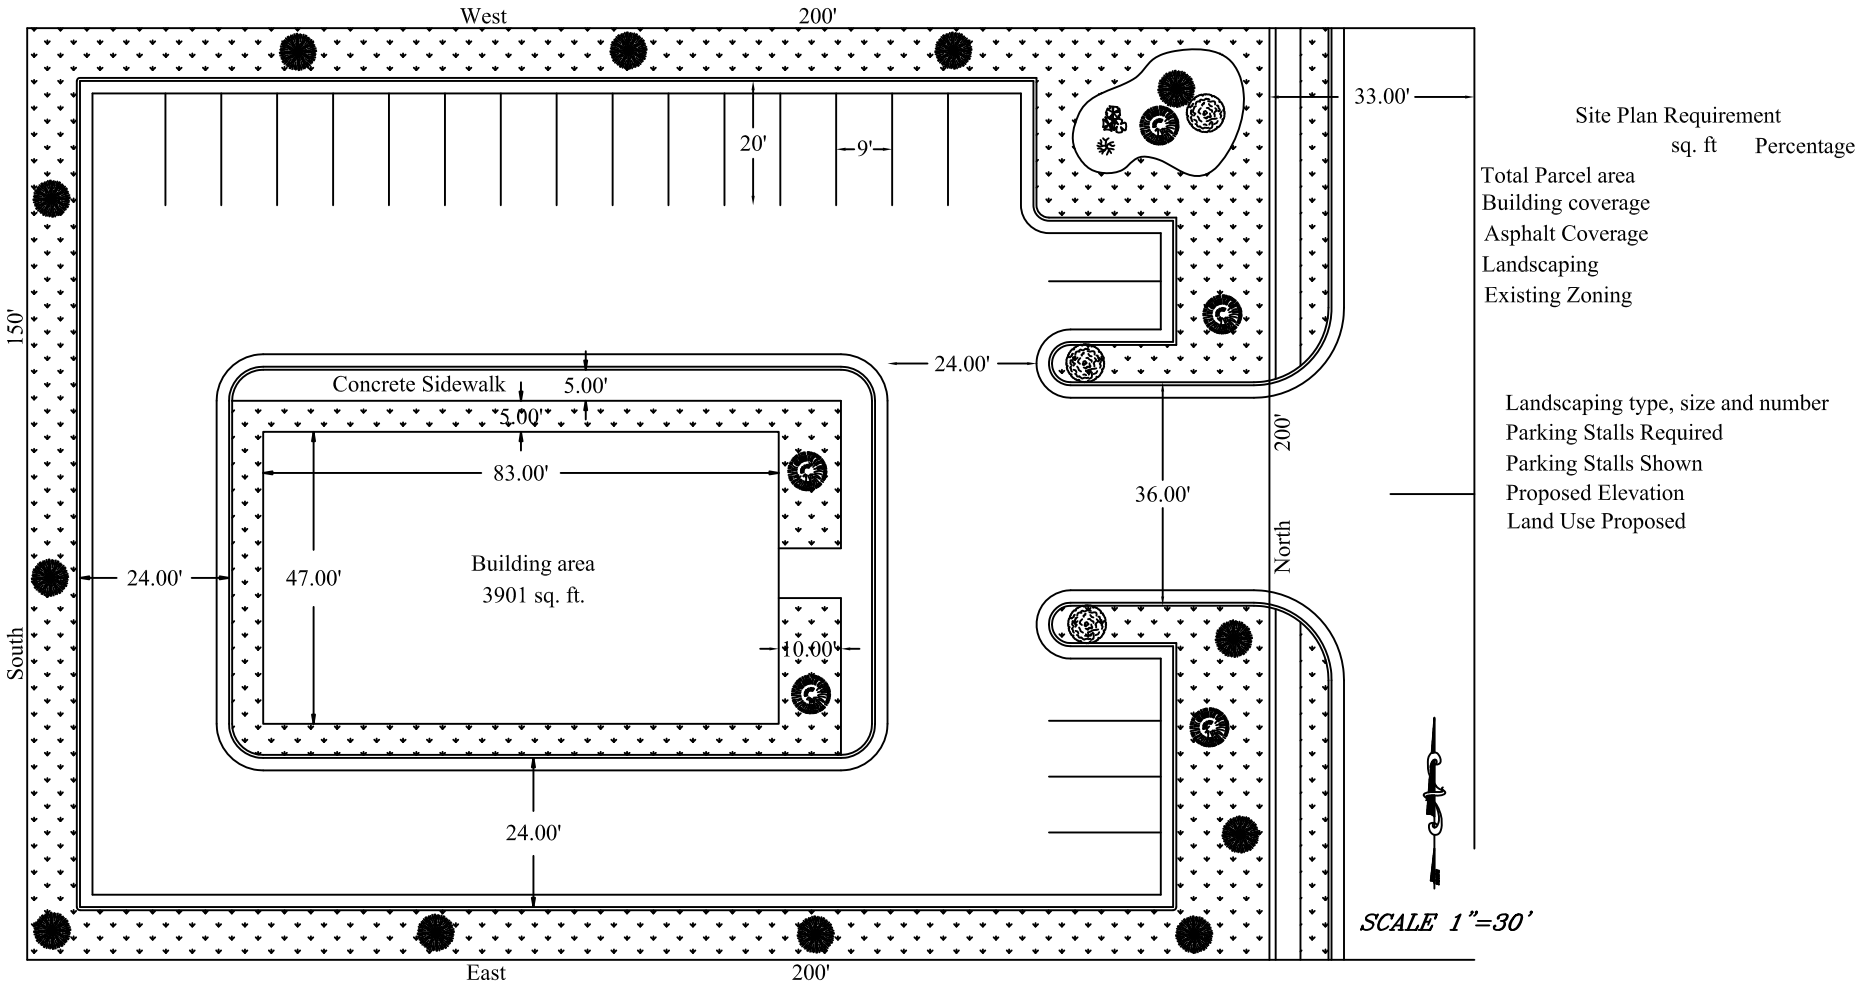 West 200'
33.00'
Site Plan Requirement
sq. ft Percentage
20'
9'
Total Parcel area
Building coverage
Asphalt Coverage
Landscaping
Existing Zoning
150'
24.00'
Concrete Sidewalk 5.00'
5.00'
Landscaping type, size and number
200'
Parking Stalls Required
Parking Stalls Shown
83.00'
36.00'
Proposed Elevation
Land Use Proposed
North
Building area
3901 sq. ft.
24.00'
47.00'
South
10.00'
24.00'
SCALE 1"=30'
East 200'